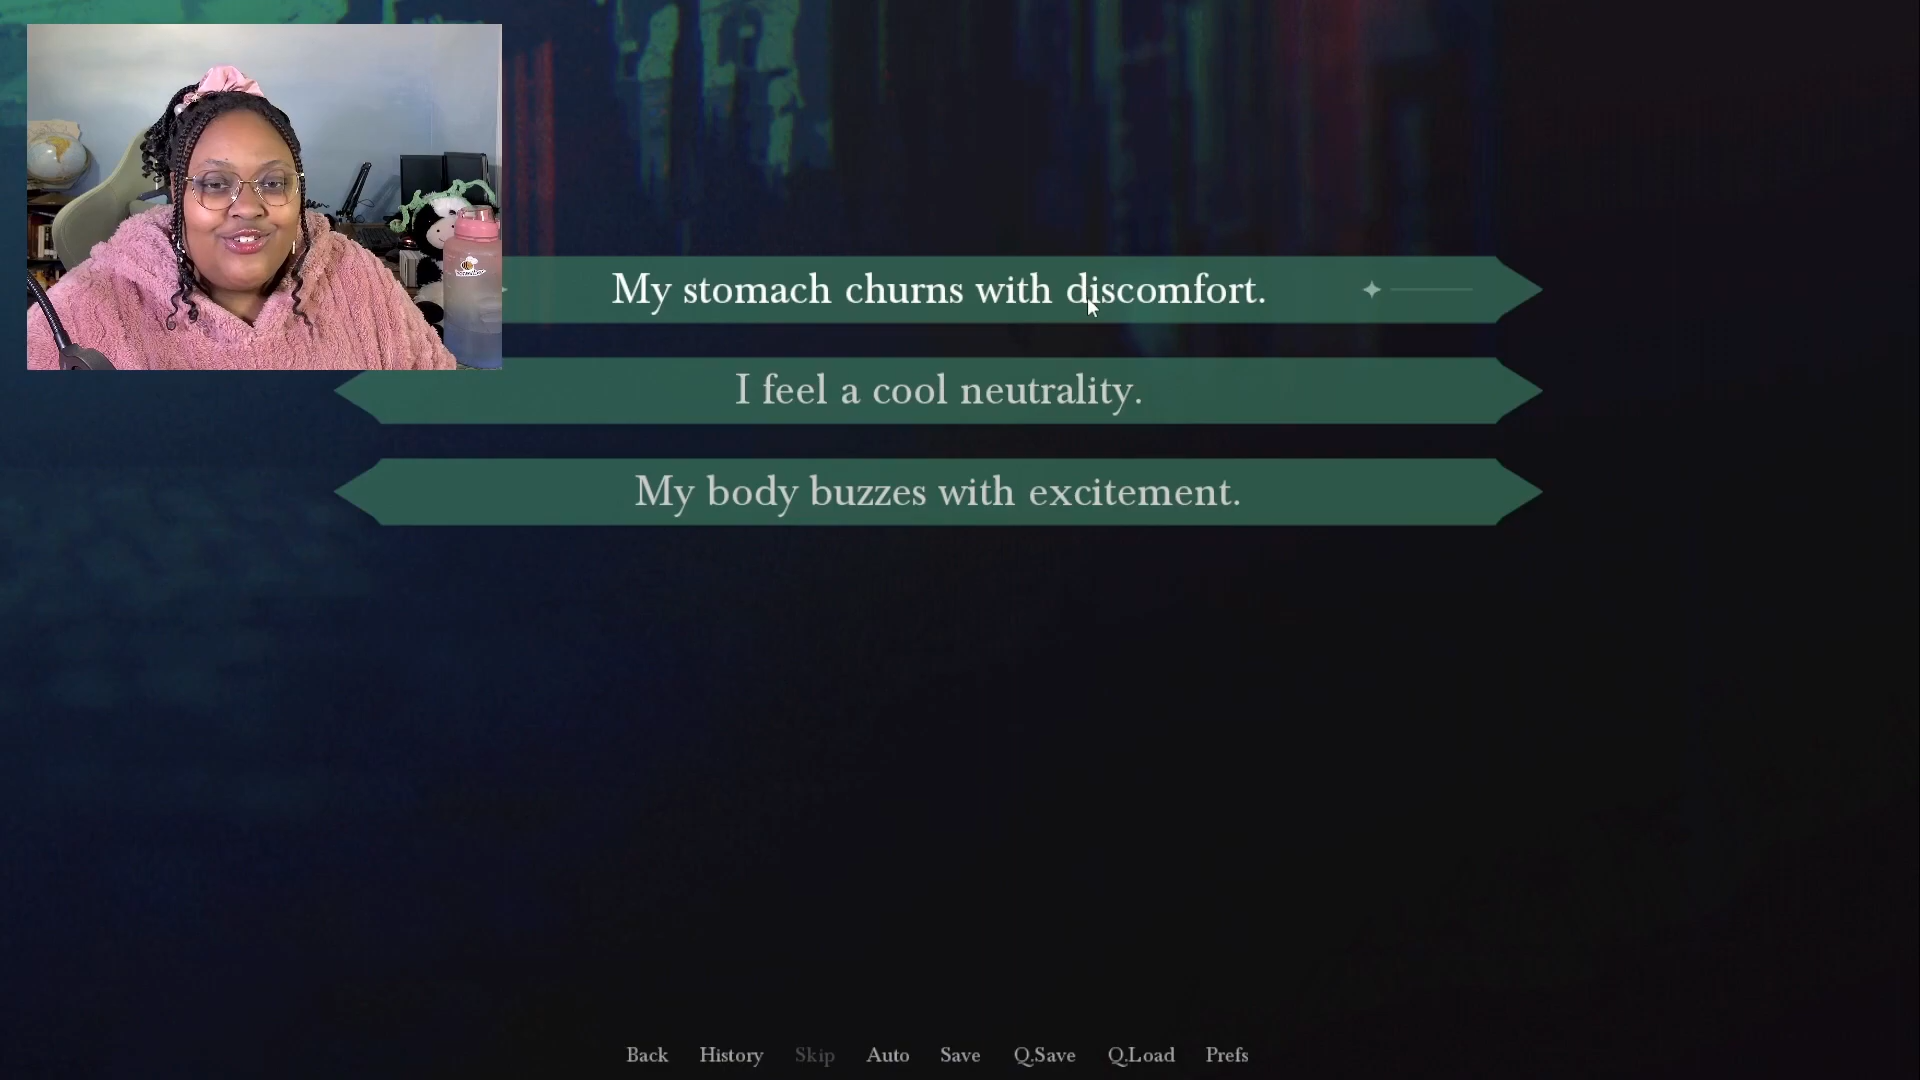 My stomach churns with discomfort.
I feel a cool neutrality.
My body buzzes with excitement.
Back History Skip Auto Save Q.Save Q.Load Prefs